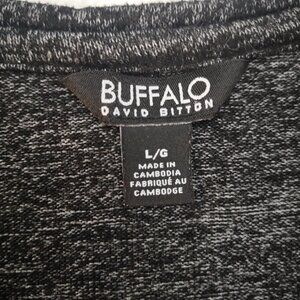 BUFFALO
DAVID BITTON
L/G
MADE IN
CAMBODIA
FABRIQUÉ AU
CAMBODGE